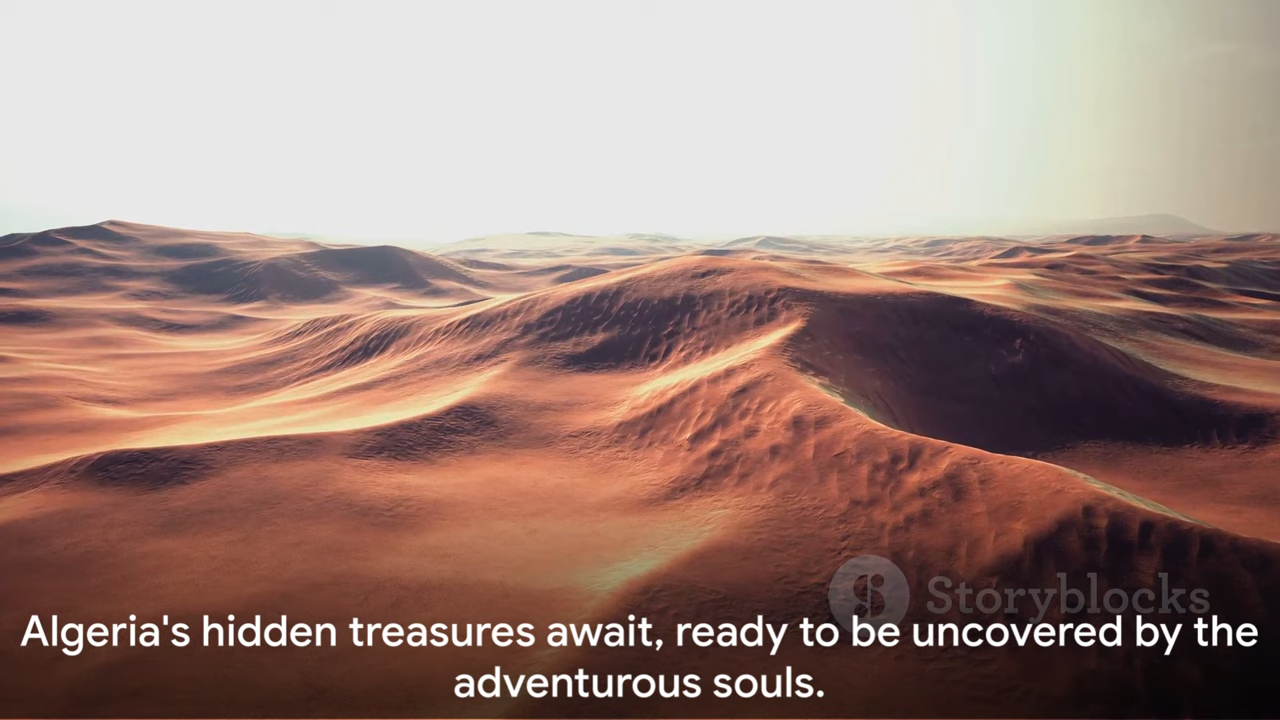 Storyblocks
Algeria's hidden treasures await, ready to be uncovered by the
adventurous souls.